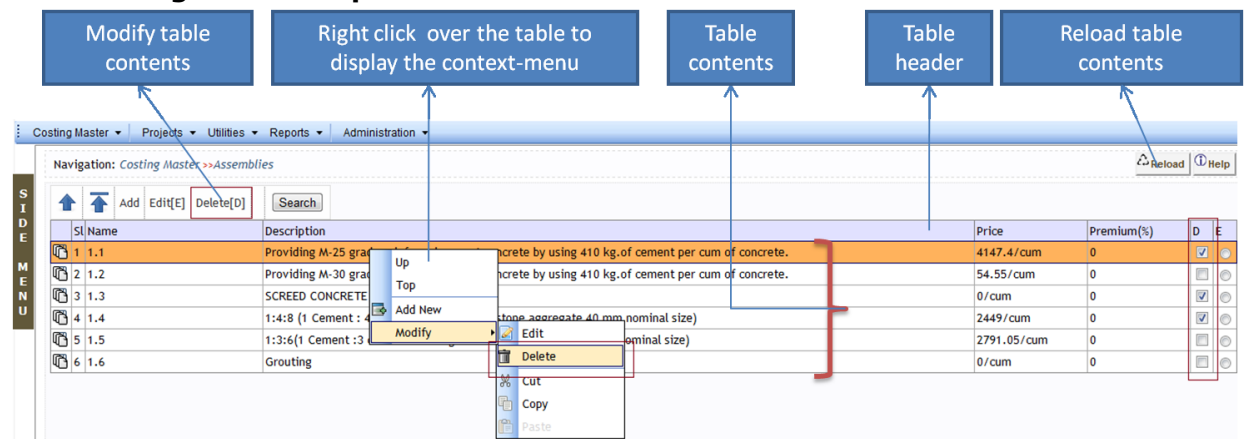 Modify table
contents
Right click over the table to
display the context-menu
Table
contents
Table
header
Reload table
contents
Costing Master Projects Utilities Reports Administration
Navigation: Costing Master >>Assemblies
Reload Help
SIDE MENU
Add Edit[E] Delete[D] Search
Sl Name Description Price Premium(%) D E
1 1.1 Providing M-25 by using 410 kg.of cement per cum of concrete. 4147.4/cum 0
2 1.2 Providing M-30 by using 410 kg.of cement per cum of concrete. 54.55/cum 0
3 1.3 SCREED CONCRETE 0/cum 0
4 1.4 1:4:8 (1 Cement : 4 stone aggregate 40 mm nominal size) 2449/cum 0
5 1.5 1:3:6(1 Cement :3 nominal size) 2791.05/cum 0
6 1.6 Grouting 0/cum 0
Up
Top
Add New
Modify
Edit
Delete
Cut
Copy
Paste